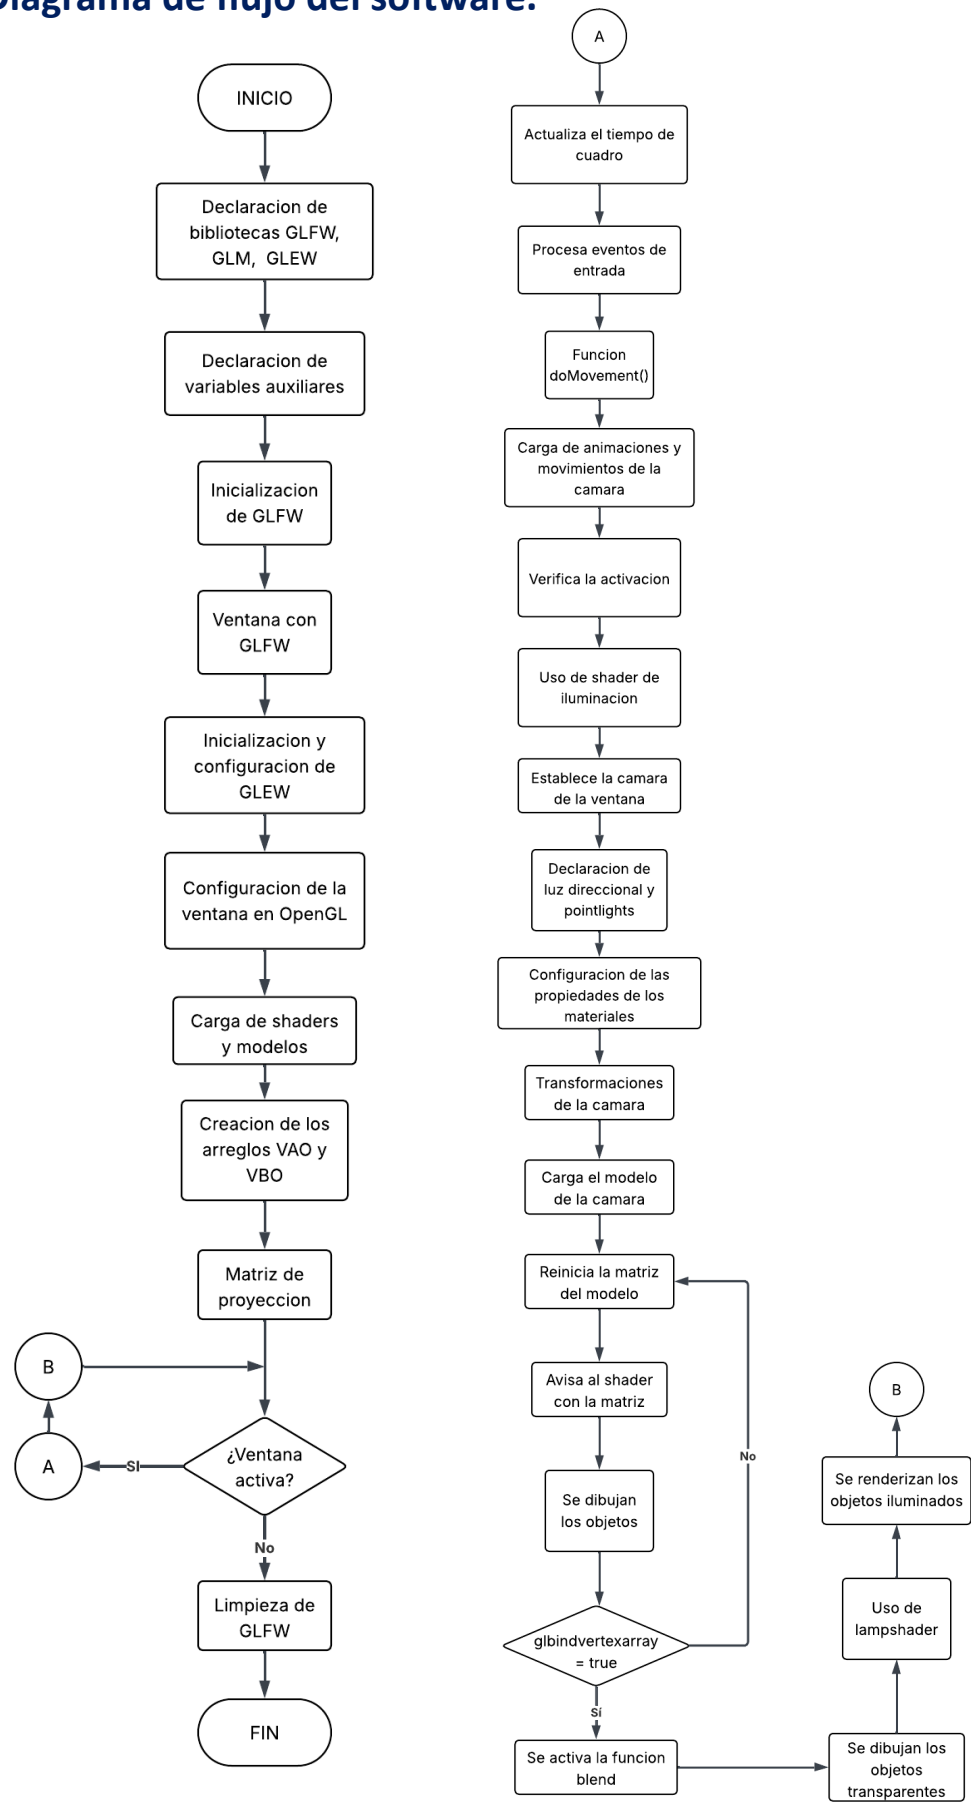 Diagrama de flujo del software.
INICIO
Declaracion de
bibliotecas GLFW,
GLM, GLEW
Declaracion de
variables auxiliares
Inicializacion
de GLFW
Ventana con
GLFW
Inicializacion y
configuracion de
GLEW
Configuracion de la
ventana en OpenGL
Carga de shaders
y modelos
Creacion de los
arreglos VAO y
VBO
Matriz de
proyeccion
B
A
SI
¿Ventana
activa?
No
Limpieza de
GLFW
FIN
A
Actualiza el tiempo de
cuadro
Procesa eventos de
entrada
Funcion
doMovement()
Carga de animaciones y
movimientos de la
camara
Verifica la activacion
Uso de shader de
iluminacion
Establece la camara
de la ventana
Declaracion de
luz direccional y
pointlights
Configuracion de las
propiedades de los
materiales
Transformaciones
de la camara
Carga el modelo
de la camara
Reinicia la matriz
del modelo
Avisa al shader
con la matriz
Se dibujan
los objetos
glbindvertexarray
= true
No
Sí
Se activa la funcion
blend
Se dibujan los
objetos
transparentes
Uso de
lampshader
Se renderizan los
objetos iluminados
B